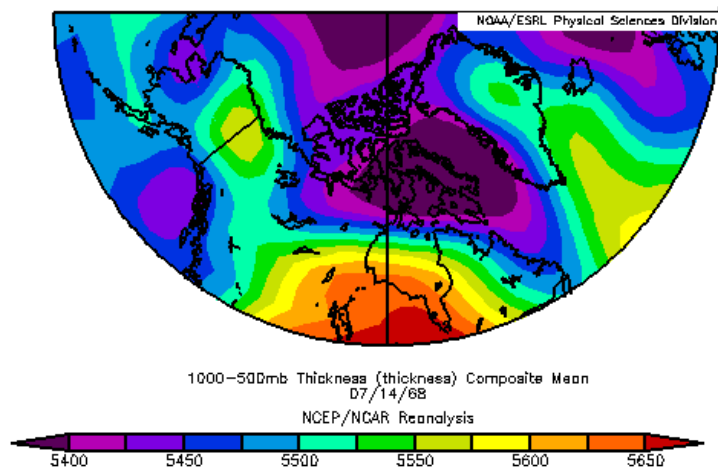 NOAA/ESRL Physical Sciences Division
1000-500mb Thickness (thickness) Composite Mean
07/14/68
NCEP/NCAR Reanalysis
5400 5450 5500 5550 5600 5650